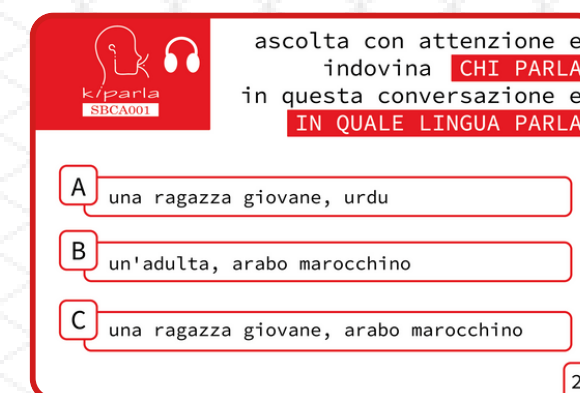 kiparla
SBCA001
ascolta con attenzione e
indovina CHI PARLA
in questa conversazione e
IN QUALE LINGUA PARLA
A
una ragazza giovane, urdu
B
un'adulta, arabo marocchino
C
una ragazza giovane, arabo marocchino
2